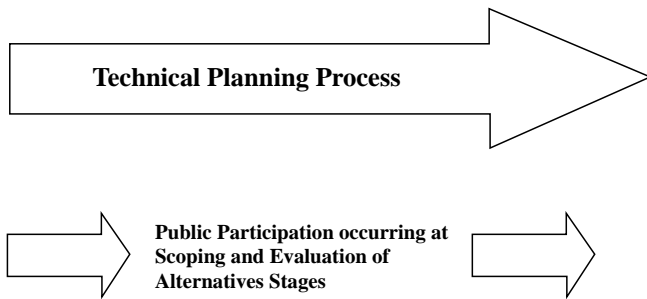 Technical Planning Process
Public Participation occurring at
Scoping and Evaluation of
Alternatives Stages